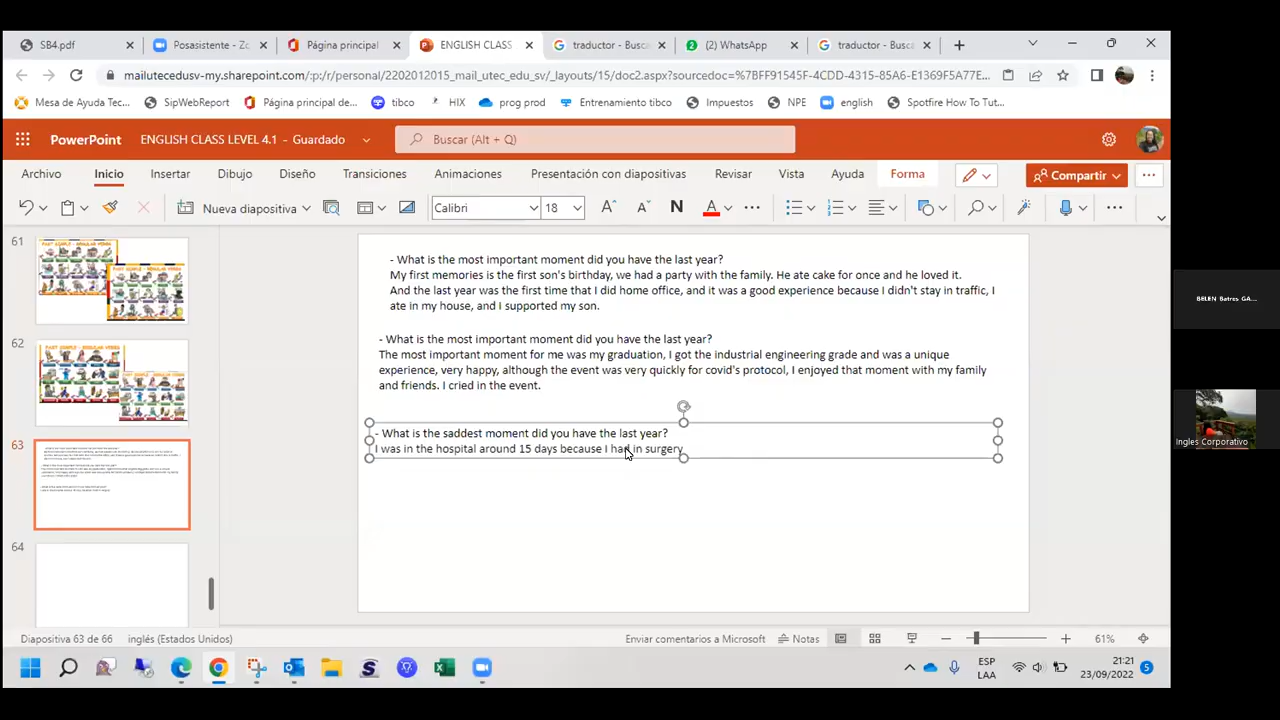 SB4.pdf
Posasistente - Zo
Página principal
ENGLISH CLASS
traductor - Busca
(2) WhatsApp
traductor - Busca
mailutecedusv-my.sharepoint.com/:p:/r/personal/2202012015_mail_utec_edu_sv/_layouts/15/doc2.aspx?sourcedoc=%7BFF91545F-4CDD-4315-85A6-E1369F5A77E...
Mesa de Ayuda Tec...
SipWebReport
Página principal de...
tibco
HIX
prog prod
Entrenamiento tibco
Impuestos
NPE
english
Spotfire How To Tut...
PowerPoint
ENGLISH CLASS LEVEL 4.1 - Guardado
Buscar (Alt + Q)
Archivo
Inicio
Insertar
Dibujo
Diseño
Transiciones
Animaciones
Presentación con diapositivas
Revisar
Vista
Ayuda
Forma
Compartir
Nueva diapositiva
Calibri
18
N
61
62
63
64
- What is the most important moment did you have the last year?
My first memories is the first son's birthday, we had a party with the family. He ate cake for once and he loved it.
And the last year was the first time that I did home office, and it was a good experience because I didn't stay in traffic, I
ate in my house, and I supported my son.
- What is the most important moment did you have the last year?
The most important moment for me was my graduation, I got the industrial engineering grade and was a unique
experience, very happy, although the event was very quickly for covid's protocol, I enjoyed that moment with my family
and friends. I cried in the event.
- What is the saddest moment did you have the last year?
I was in the hospital around 15 days because I had in surgery
BELEN Batres GA...
Ingles Corporativo
Diapositiva 63 de 66
inglés (Estados Unidos)
Enviar comentarios a Microsoft
Notas
61%
ESP
LAA
21:21
23/09/2022
5